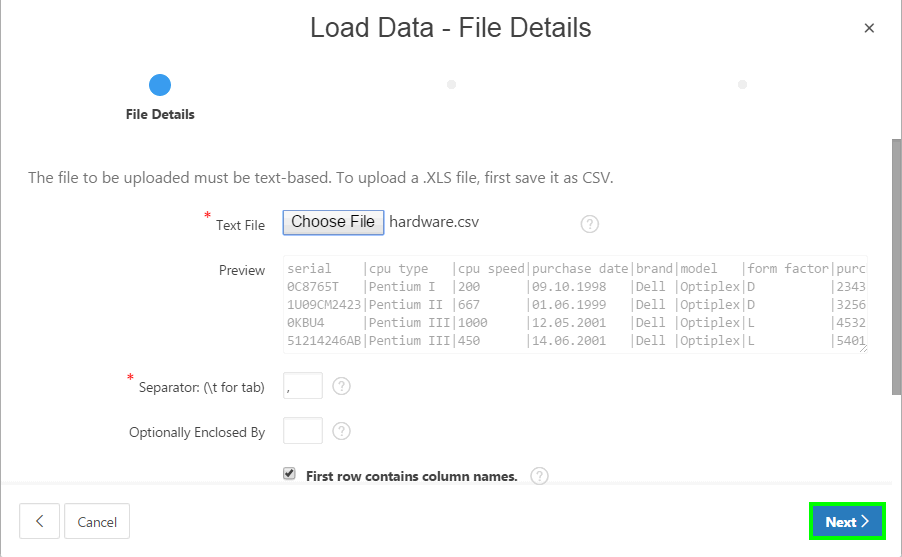 Load Data - File Details
×
File Details
The file to be uploaded must be text-based. To upload a .XLS file, first save it as CSV.
* Text File Choose File hardware.csv ?
Preview
serial |cpu type |cpu speed|purchase date|brand|model |form factor|purc
0C8765T |Pentium I |200 |09.10.1998 |Dell |Optiplex|D |2343
1U09CM2423|Pentium II |667 |01.06.1999 |Dell |Optiplex|D |3256
0KBU4 |Pentium III|1000 |12.05.2001 |Dell |Optiplex|L |4532
51214246AB|Pentium III|450 |14.06.2001 |Dell |Optiplex|L |5401
* Separator: (\t for tab) , ?
Optionally Enclosed By ?
First row contains column names. ?
< Cancel Next >